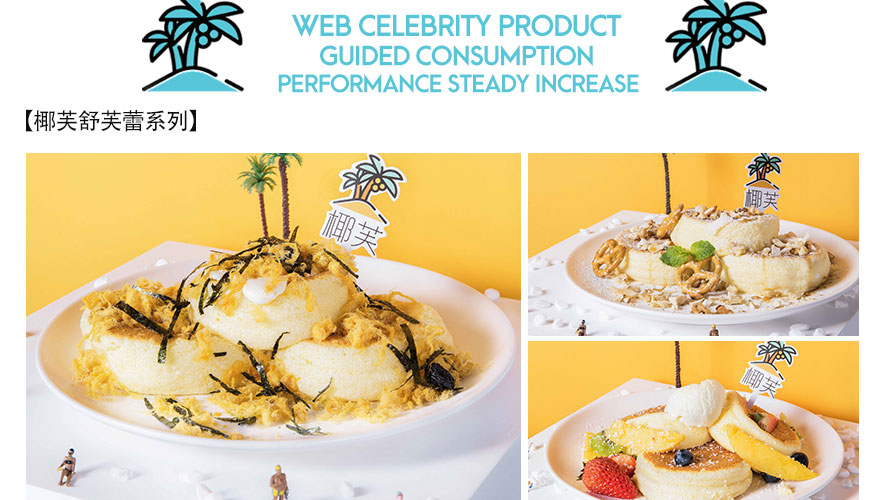 WEB CELEBRITY PRODUCT
GUIDED CONSUMPTION
PERFORMANCE STEADY INCREASE
【椰芙舒芙蕾系列】
椰芙
椰芙
椰芙